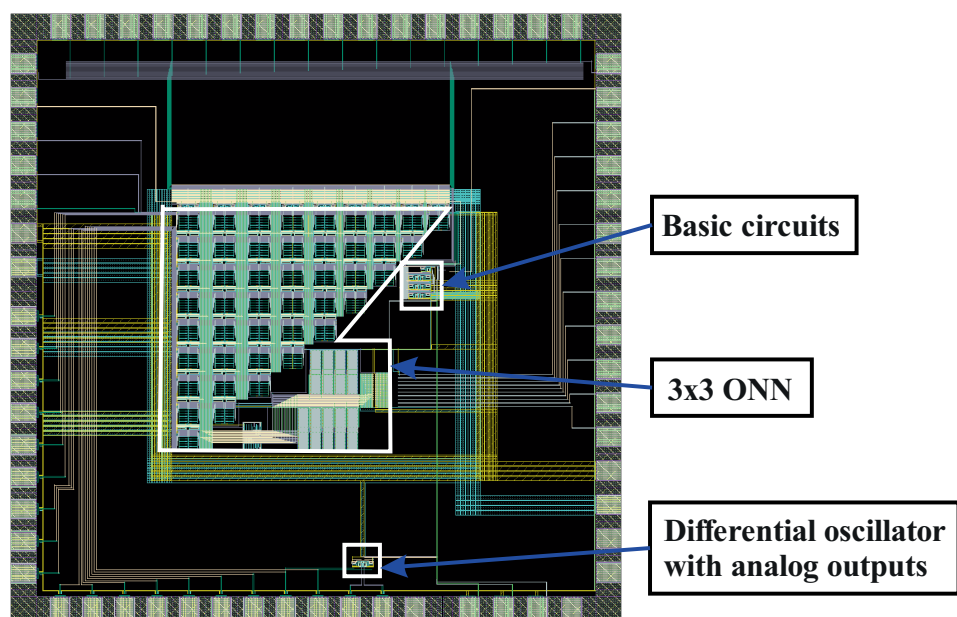 Basic circuits
3x3 ONN
Differential oscillator
with analog outputs